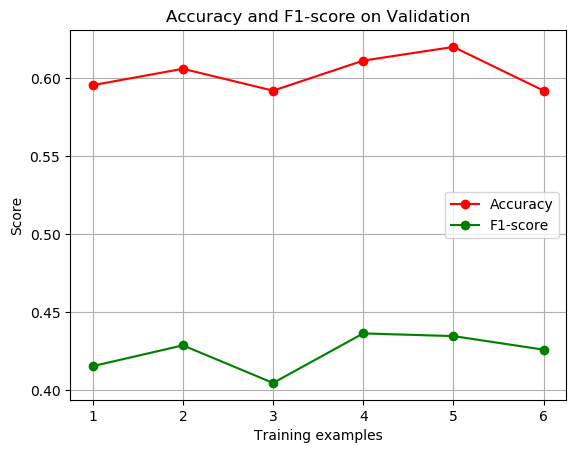 Accuracy and F1-score on Validation
Score
0.60
0.55
0.50
0.45
0.40
Accuracy
F1-score
1 2 3 4 5 6
Training examples